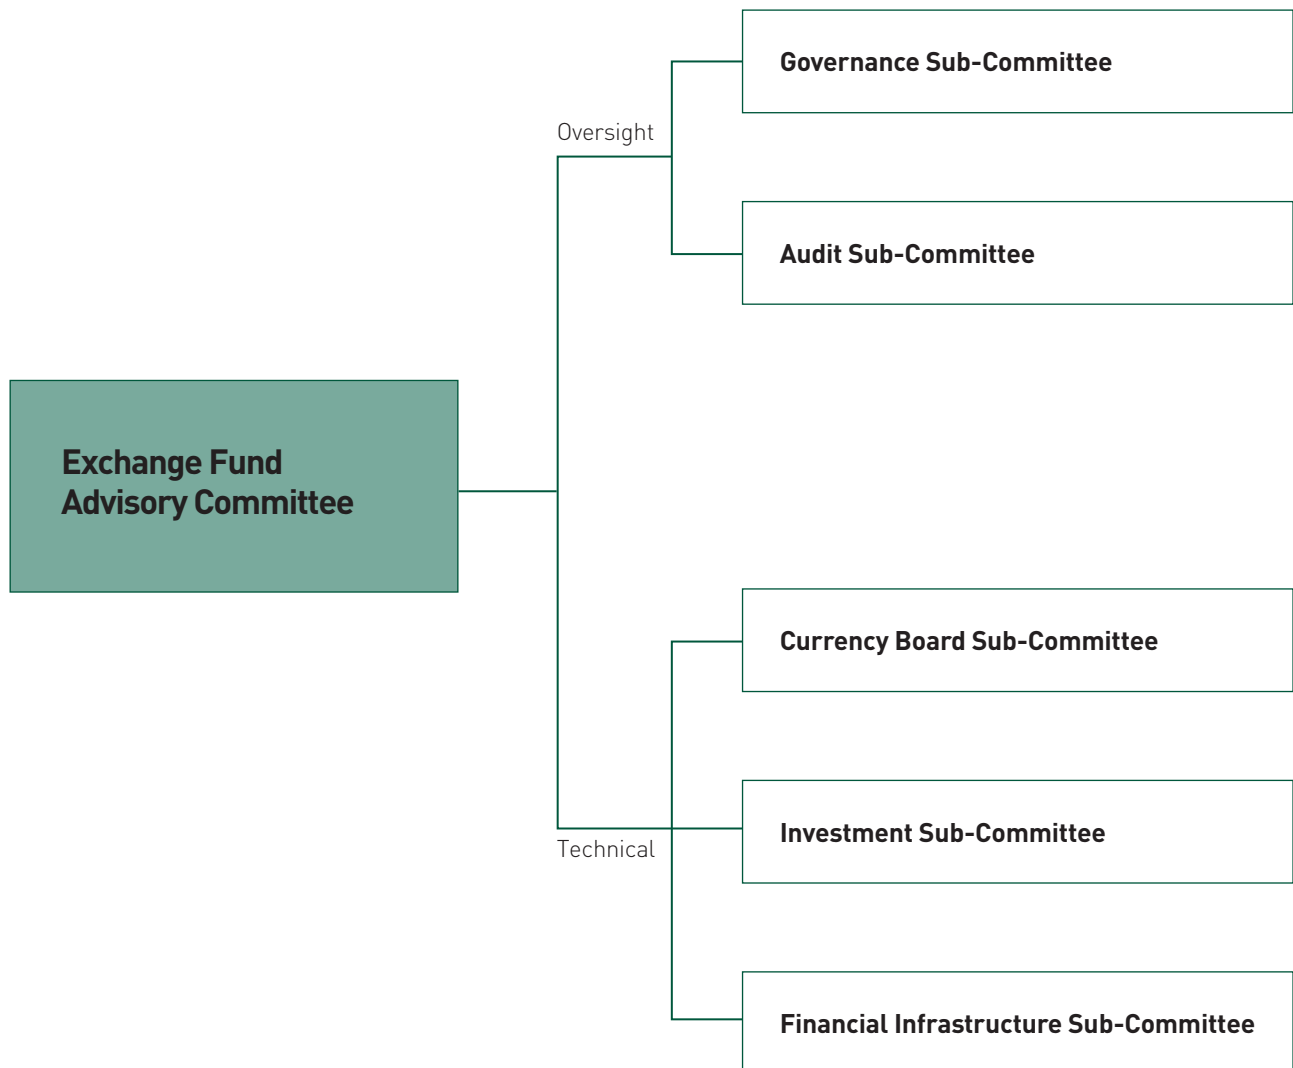 Governance Sub-Committee
Oversight
Audit Sub-Committee
Exchange Fund
Advisory Committee
Currency Board Sub-Committee
Investment Sub-Committee
Technical
Financial Infrastructure Sub-Committee